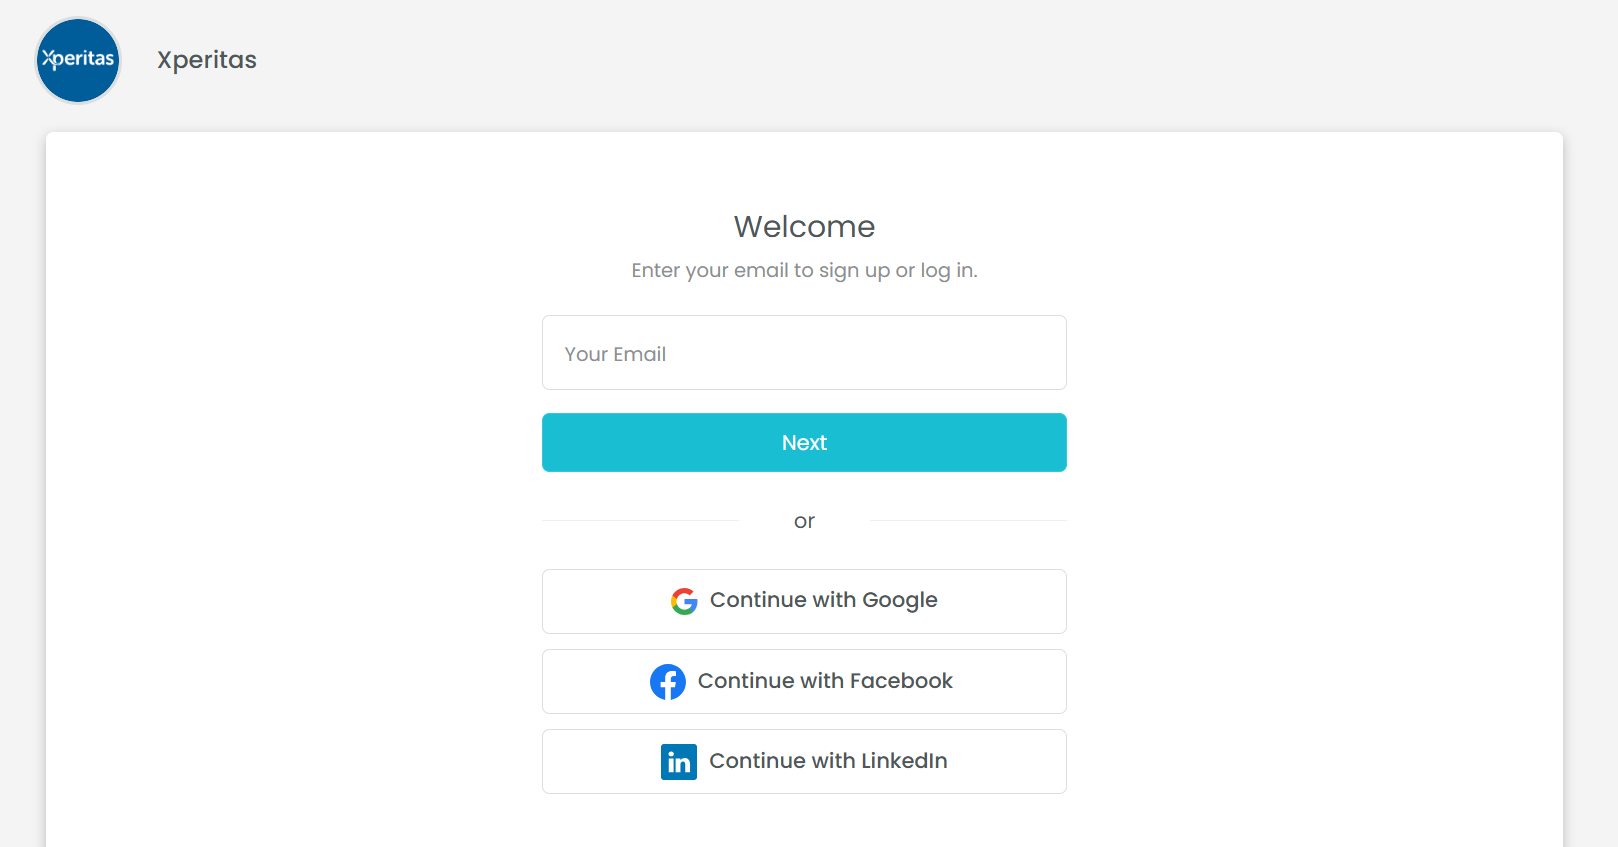 Xperitas
Xperitas
Welcome
Enter your email to sign up or log in.
Your Email
Next
or
Continue with Google
Continue with Facebook
in
Continue with LinkedIn